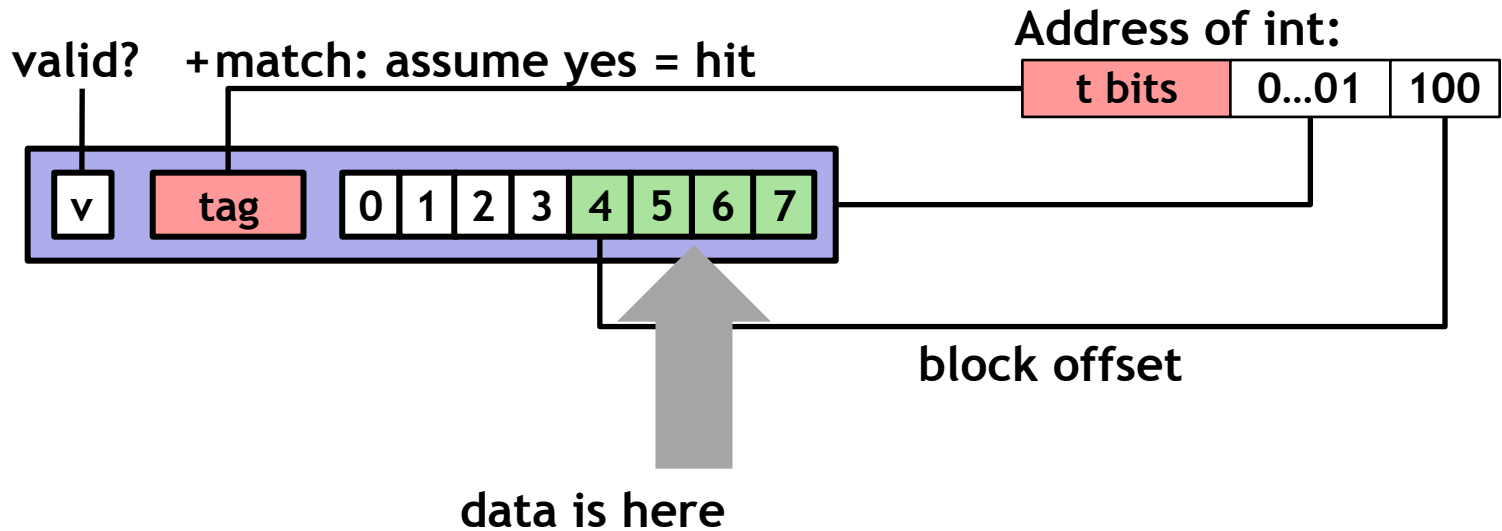 Address of int:
valid? +match: assume yes = hit
t bits 0...01 100
v tag 0 1 2 3 4 5 6 7
block offset
data is here